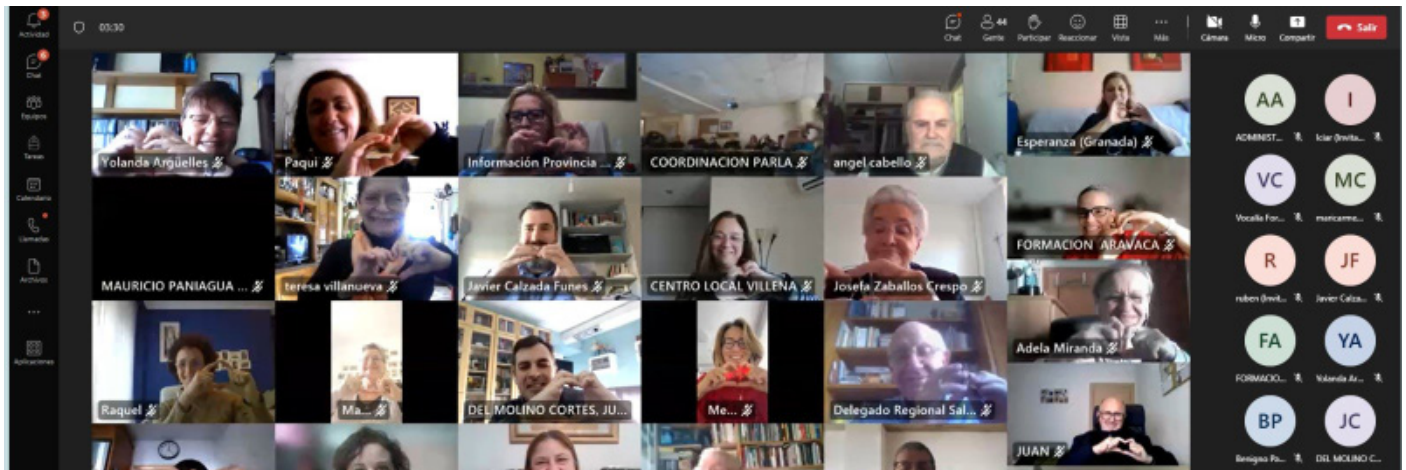 3
Actividad
6
Chat
Equipos
Tareas
Calendario
Llamadas
Archivos
...
Aplicaciones
03:30
Chat
44
Gente
Participar
Reaccionar
Vista
...
Más
Cámara
Micro
Compartir
Salir
Yolanda Argüelles
Paqui
Información Provincia ...
COORDINACION PARLA
angel cabello
Esperanza (Granada)
MAURICIO PANIAGUA ...
teresa villanueva
Javier Calzada Funes
CENTRO LOCAL VILLENA
Josefa Zaballos Crespo
FORMACION ARAVACA
Adela Miranda
Raquel
Ma...
DEL MOLINO CORTES, JU...
Me...
Delegado Regional Sal...
JUAN
AA
I
ADMINIST...
Iciar (Invita...
VC
MC
Vocalía For...
maricarme...
R
JF
ruben (Invit...
Javier Calza...
FA
YA
FORMACIO...
Yolanda Ar...
BP
JC
Benigno Pa...
DEL MOLINO C...